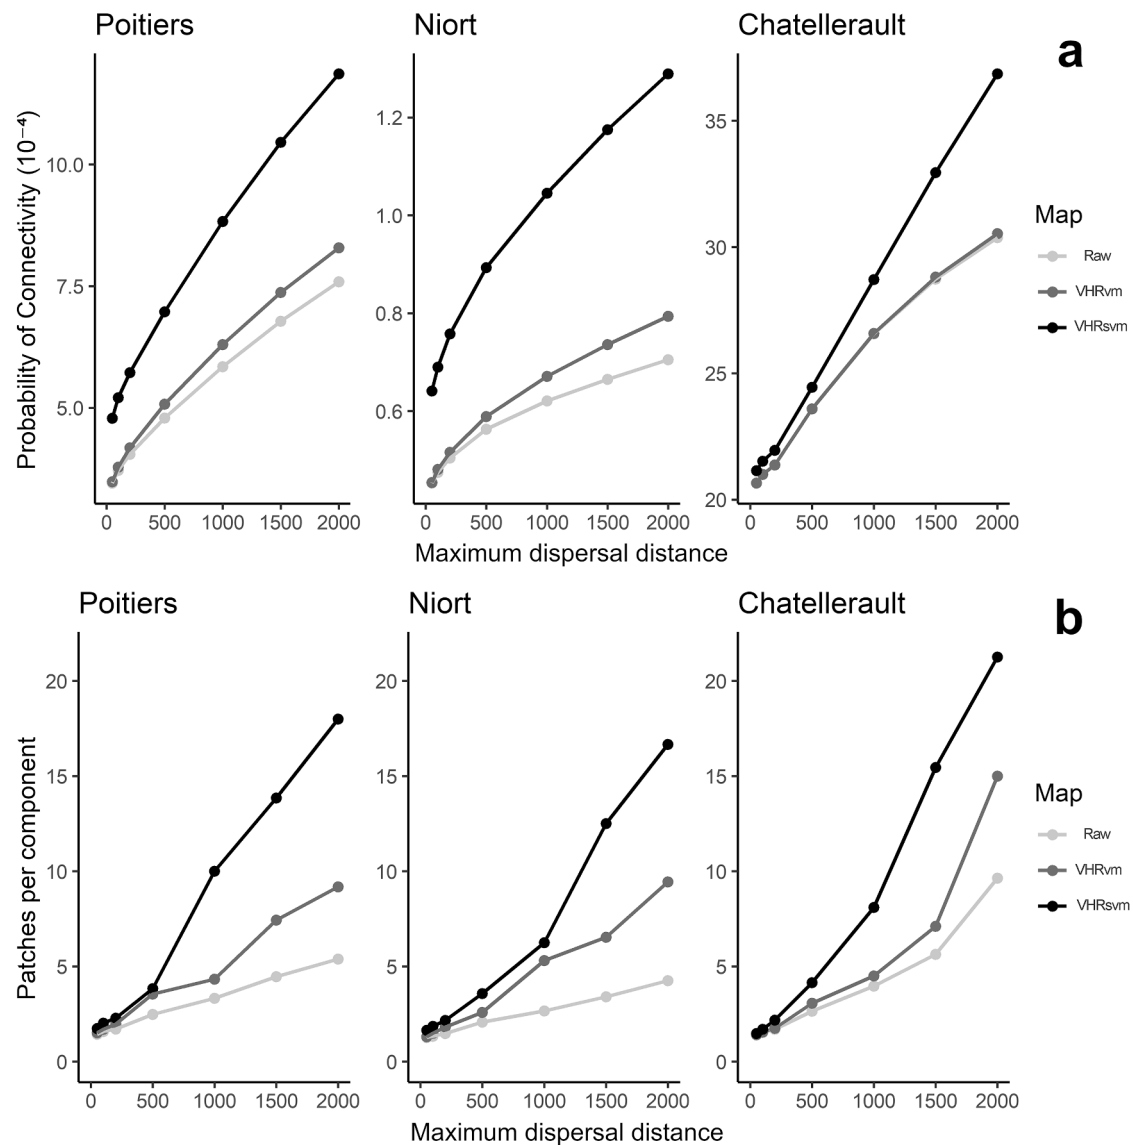 Poitiers Niort Chatellerault a
Probability of Connectivity (10⁻⁴)
10.0
7.5
5.0
1.2
1.0
0.8
0.6
35
30
25
20
0 500 1000 1500 2000 0 500 1000 1500 2000 0 500 1000 1500 2000
Maximum dispersal distance
Map
Raw
VHRvm
VHRsvm
Poitiers Niort Chatellerault b
Patches per component
20
15
10
5
0
20
15
10
5
0
20
15
10
5
0
0 500 1000 1500 2000 0 500 1000 1500 2000 0 500 1000 1500 2000
Maximum dispersal distance
Map
Raw
VHRvm
VHRsvm